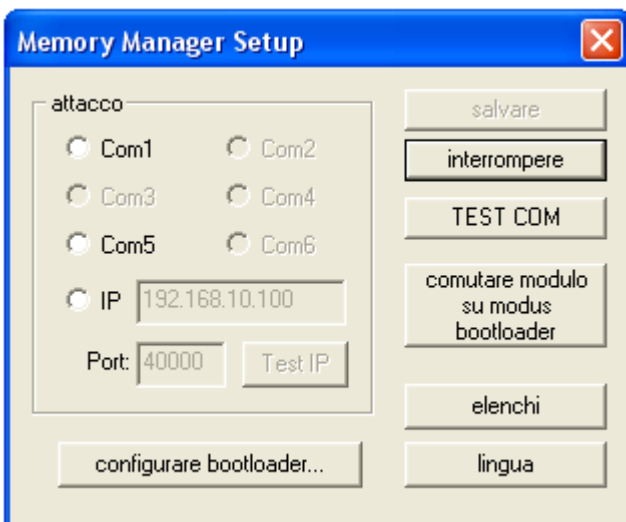 Memory Manager Setup
attacco
Com1 Com2
Com3 Com4
Com5 Com6
IP 192.168.10.100
Port: 40000 Test IP
configurare bootloader...
salvare
interrompere
TEST COM
comutare modulo
su modus
bootloader
elenchi
lingua